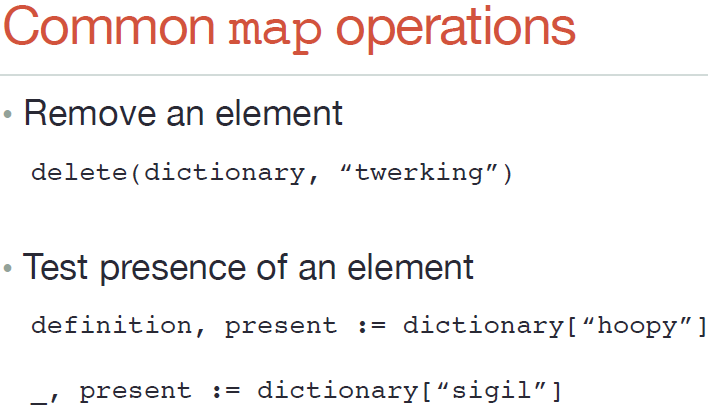 Common map operations
• Remove an element
delete(dictionary, “twerking”)
• Test presence of an element
definition, present := dictionary[“hoopy”]
_, present := dictionary[“sigil”]